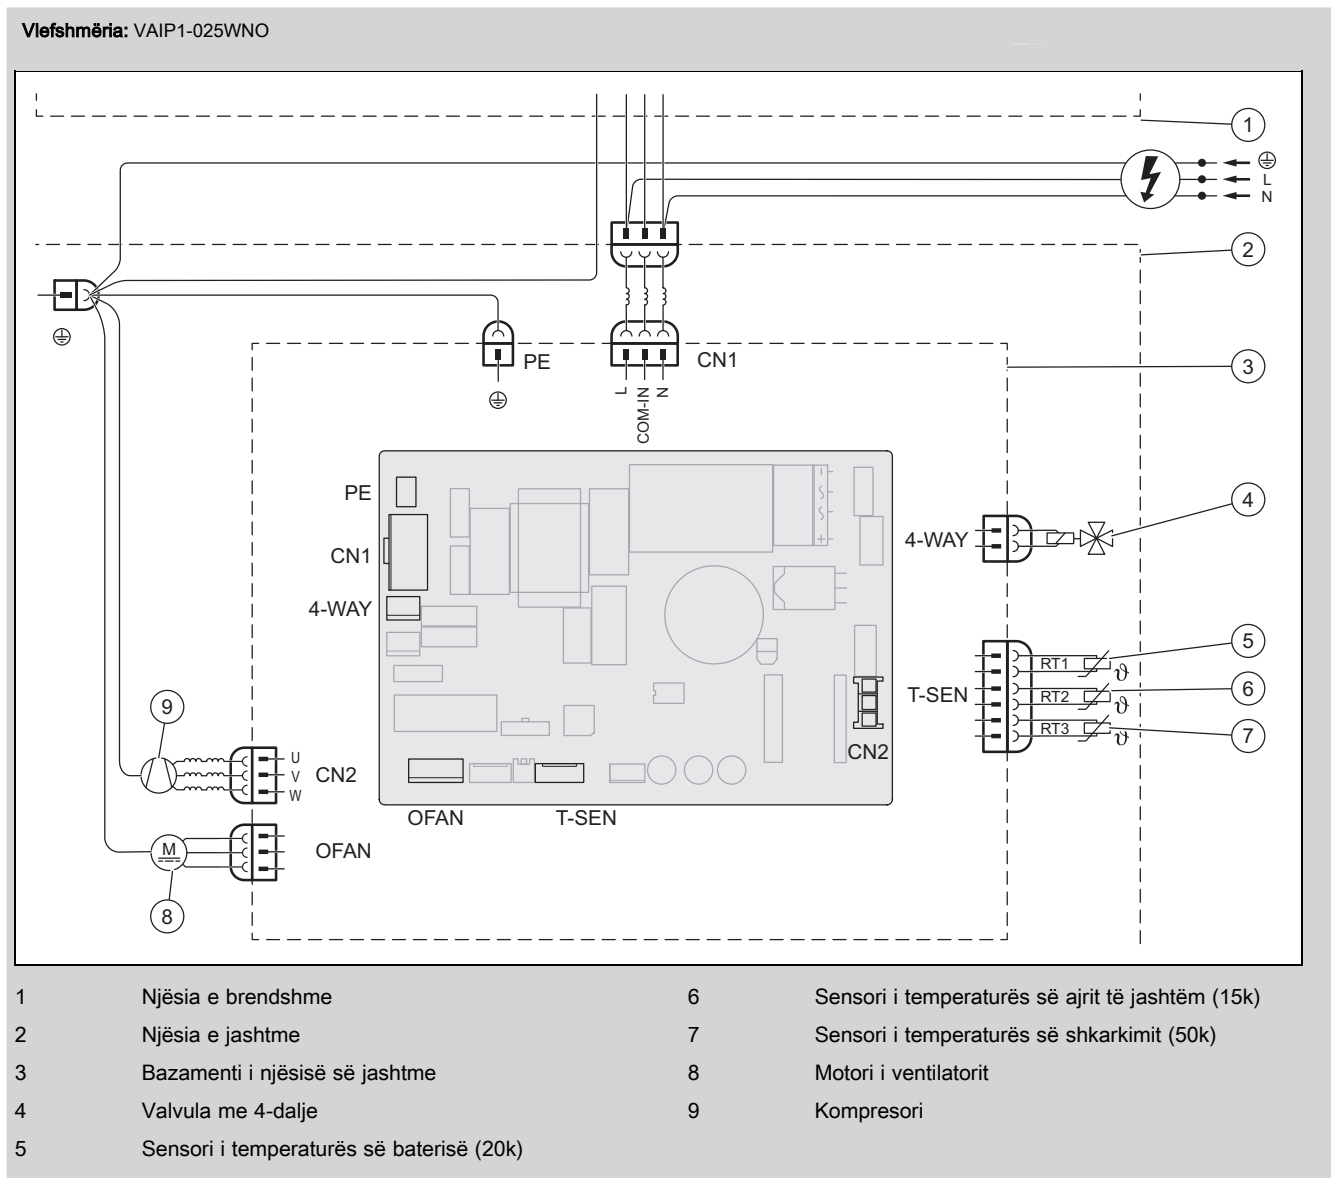 Vlefshmëria: VAIP1-025WNO
1
L
N
2
PE
CN1
3
L
COM-IN
N
PE
4
CN1
4-WAY
4-WAY
5
RT1
ϑ
T-SEN
RT2
ϑ
6
RT3
ϑ
7
9
CN2
U
V
W
CN2
OFAN
T-SEN
M
OFAN
8
1 Njësia e brendshme
2 Njësia e jashtme
3 Bazamenti i njësisë së jashtme
4 Valvula me 4-dalje
5 Sensori i temperaturës së baterisë (20k)
6 Sensori i temperaturës së ajrit të jashtëm (15k)
7 Sensori i temperaturës së shkarkimit (50k)
8 Motori i ventilatorit
9 Kompresori